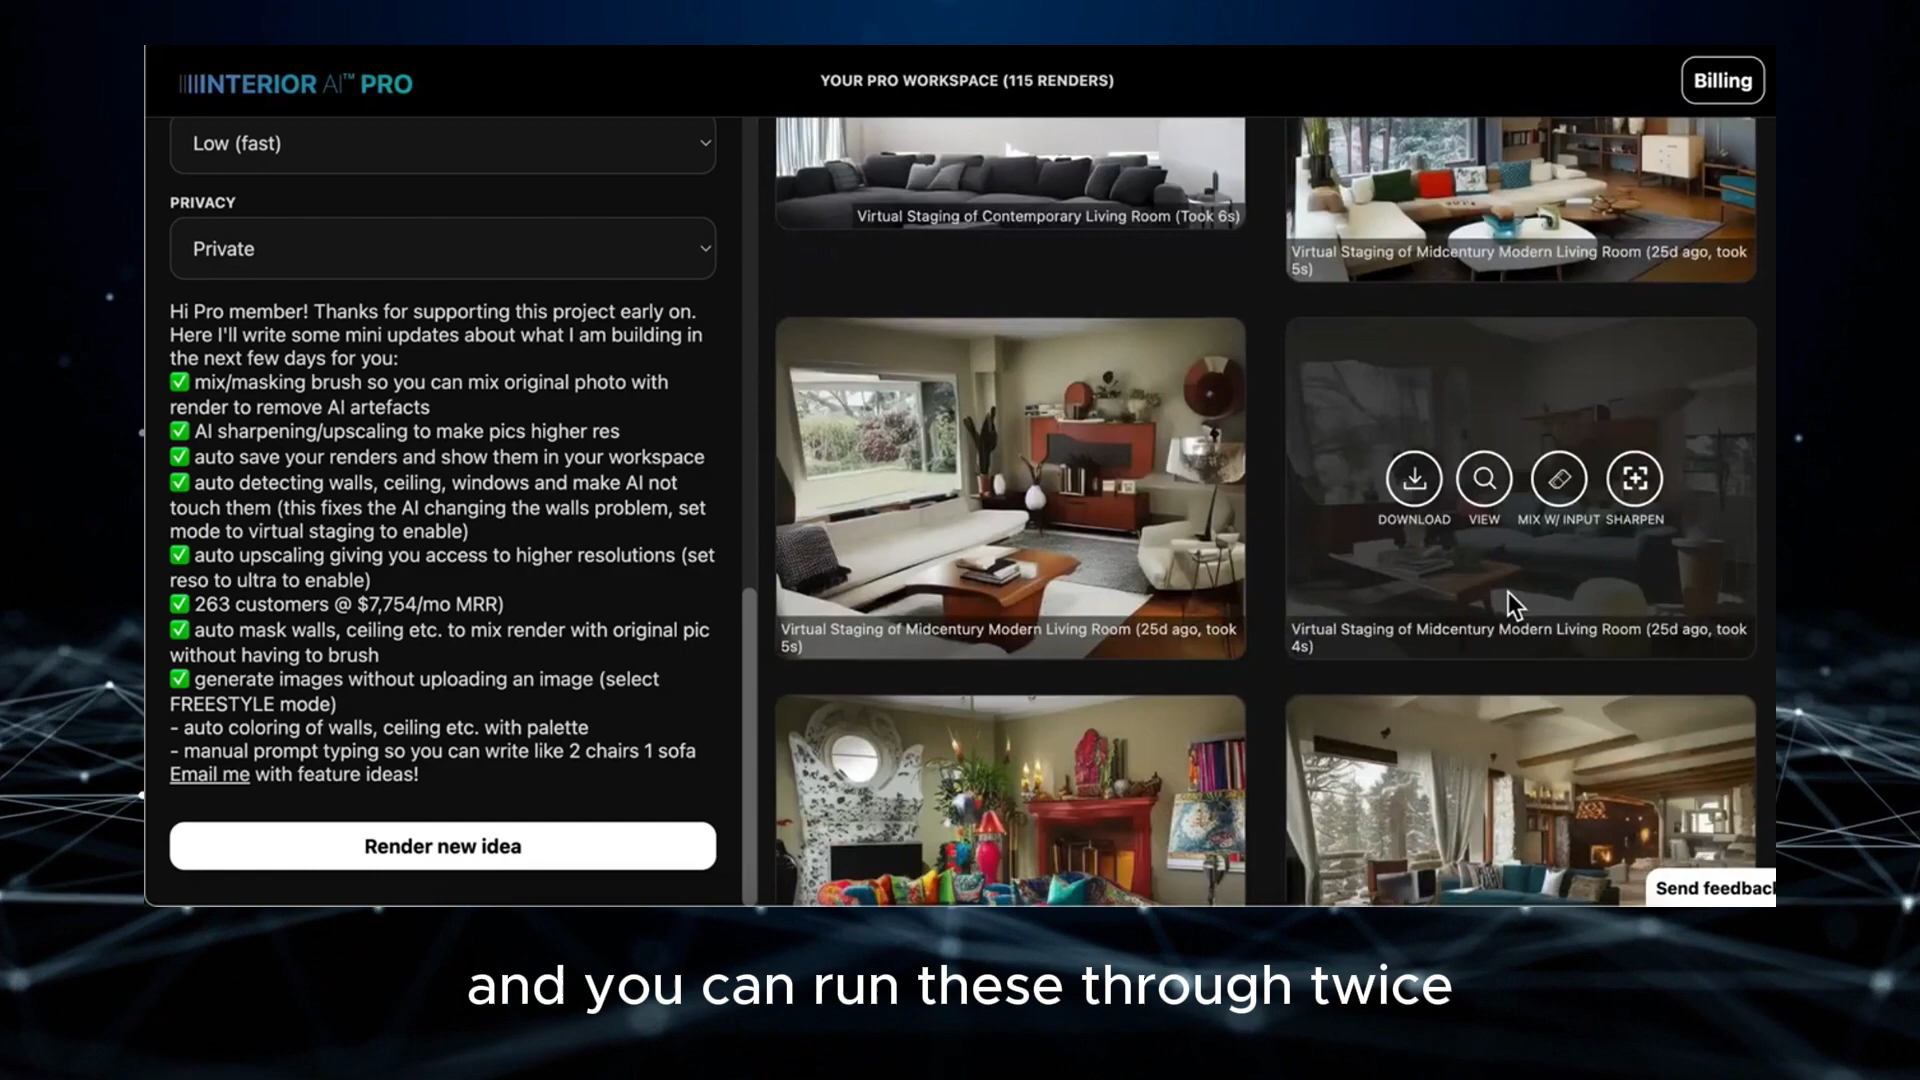 INTERIOR AI™ PRO
YOUR PRO WORKSPACE (115 RENDERS)
Billing
Low (fast)
PRIVACY
Private
Hi Pro member! Thanks for supporting this project early on.
Here I'll write some mini updates about what I am building in
the next few days for you:
✅ mix/masking brush so you can mix original photo with
render to remove AI artefacts
✅ AI sharpening/upscaling to make pics higher res
✅ auto save your renders and show them in your workspace
✅ auto detecting walls, ceiling, windows and make AI not
touch them (this fixes the AI changing the walls problem, set
mode to virtual staging to enable)
✅ auto upscaling giving you access to higher resolutions (set
reso to ultra to enable)
✅ 263 customers @ $7,754/mo MRR)
✅ auto mask walls, ceiling etc. to mix render with original pic
without having to brush
✅ generate images without uploading an image (select
FREESTYLE mode)
- auto coloring of walls, ceiling etc. with palette
- manual prompt typing so you can write like 2 chairs 1 sofa
Email me with feature ideas!
Render new idea
Virtual Staging of Contemporary Living Room (Took 6s)
Virtual Staging of Midcentury Modern Living Room (25d ago, took
5s)
Virtual Staging of Midcentury Modern Living Room (25d ago, took
5s)
DOWNLOAD VIEW MIX W/ INPUT SHARPEN
Virtual Staging of Midcentury Modern Living Room (25d ago, took
4s)
Send feedback
and you can run these through twice